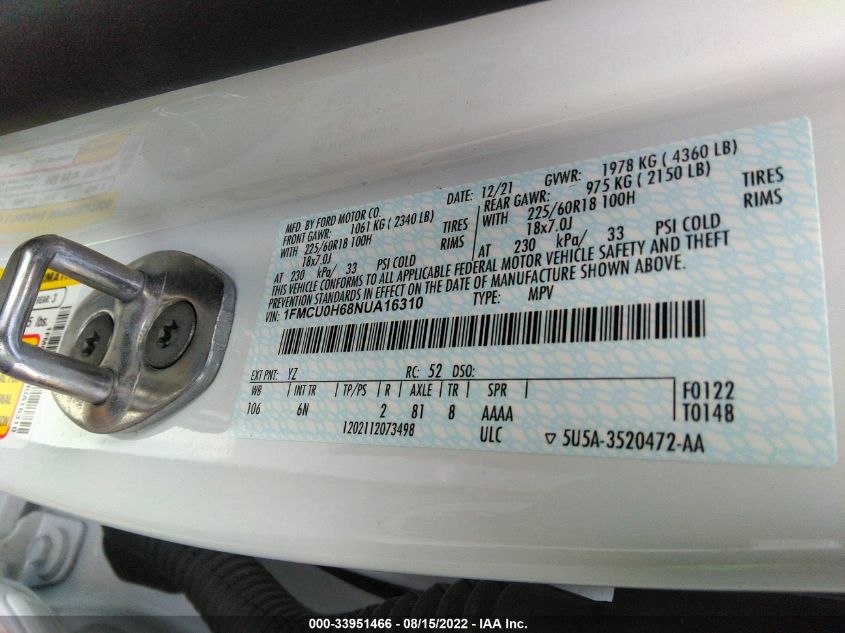 MFD. BY FORD MOTOR CO.
DATE: 12/21 GVWR: 1978 KG ( 4360 LB)
FRONT GAWR: 1061 KG ( 2340 LB) REAR GAWR: 975 KG ( 2150 LB)
WITH 225/60R18 100H TIRES WITH 225/60R18 100H TIRES
18x7.0J RIMS 18x7.0J RIMS
AT 230 kPa/ 33 PSI COLD AT 230 kPa/ 33 PSI COLD
THIS VEHICLE CONFORMS TO ALL APPLICABLE FEDERAL MOTOR VEHICLE SAFETY AND THEFT
PREVENTION STANDARDS IN EFFECT ON THE DATE OF MANUFACTURE SHOWN ABOVE.
VIN: 1FMCU0H68NUA16310 TYPE: MPV
EXT PNT: YZ RC: 52 DSO:
WB INT TR TP/PS R AXLE TR SPR
106 6N 2 81 8 AAAA
F0122
T0148
1202112073498 ULC
5U5A-3520472-AA
REAR: 3
lbs.
000-33951466 - 08/15/2022 - IAA Inc.